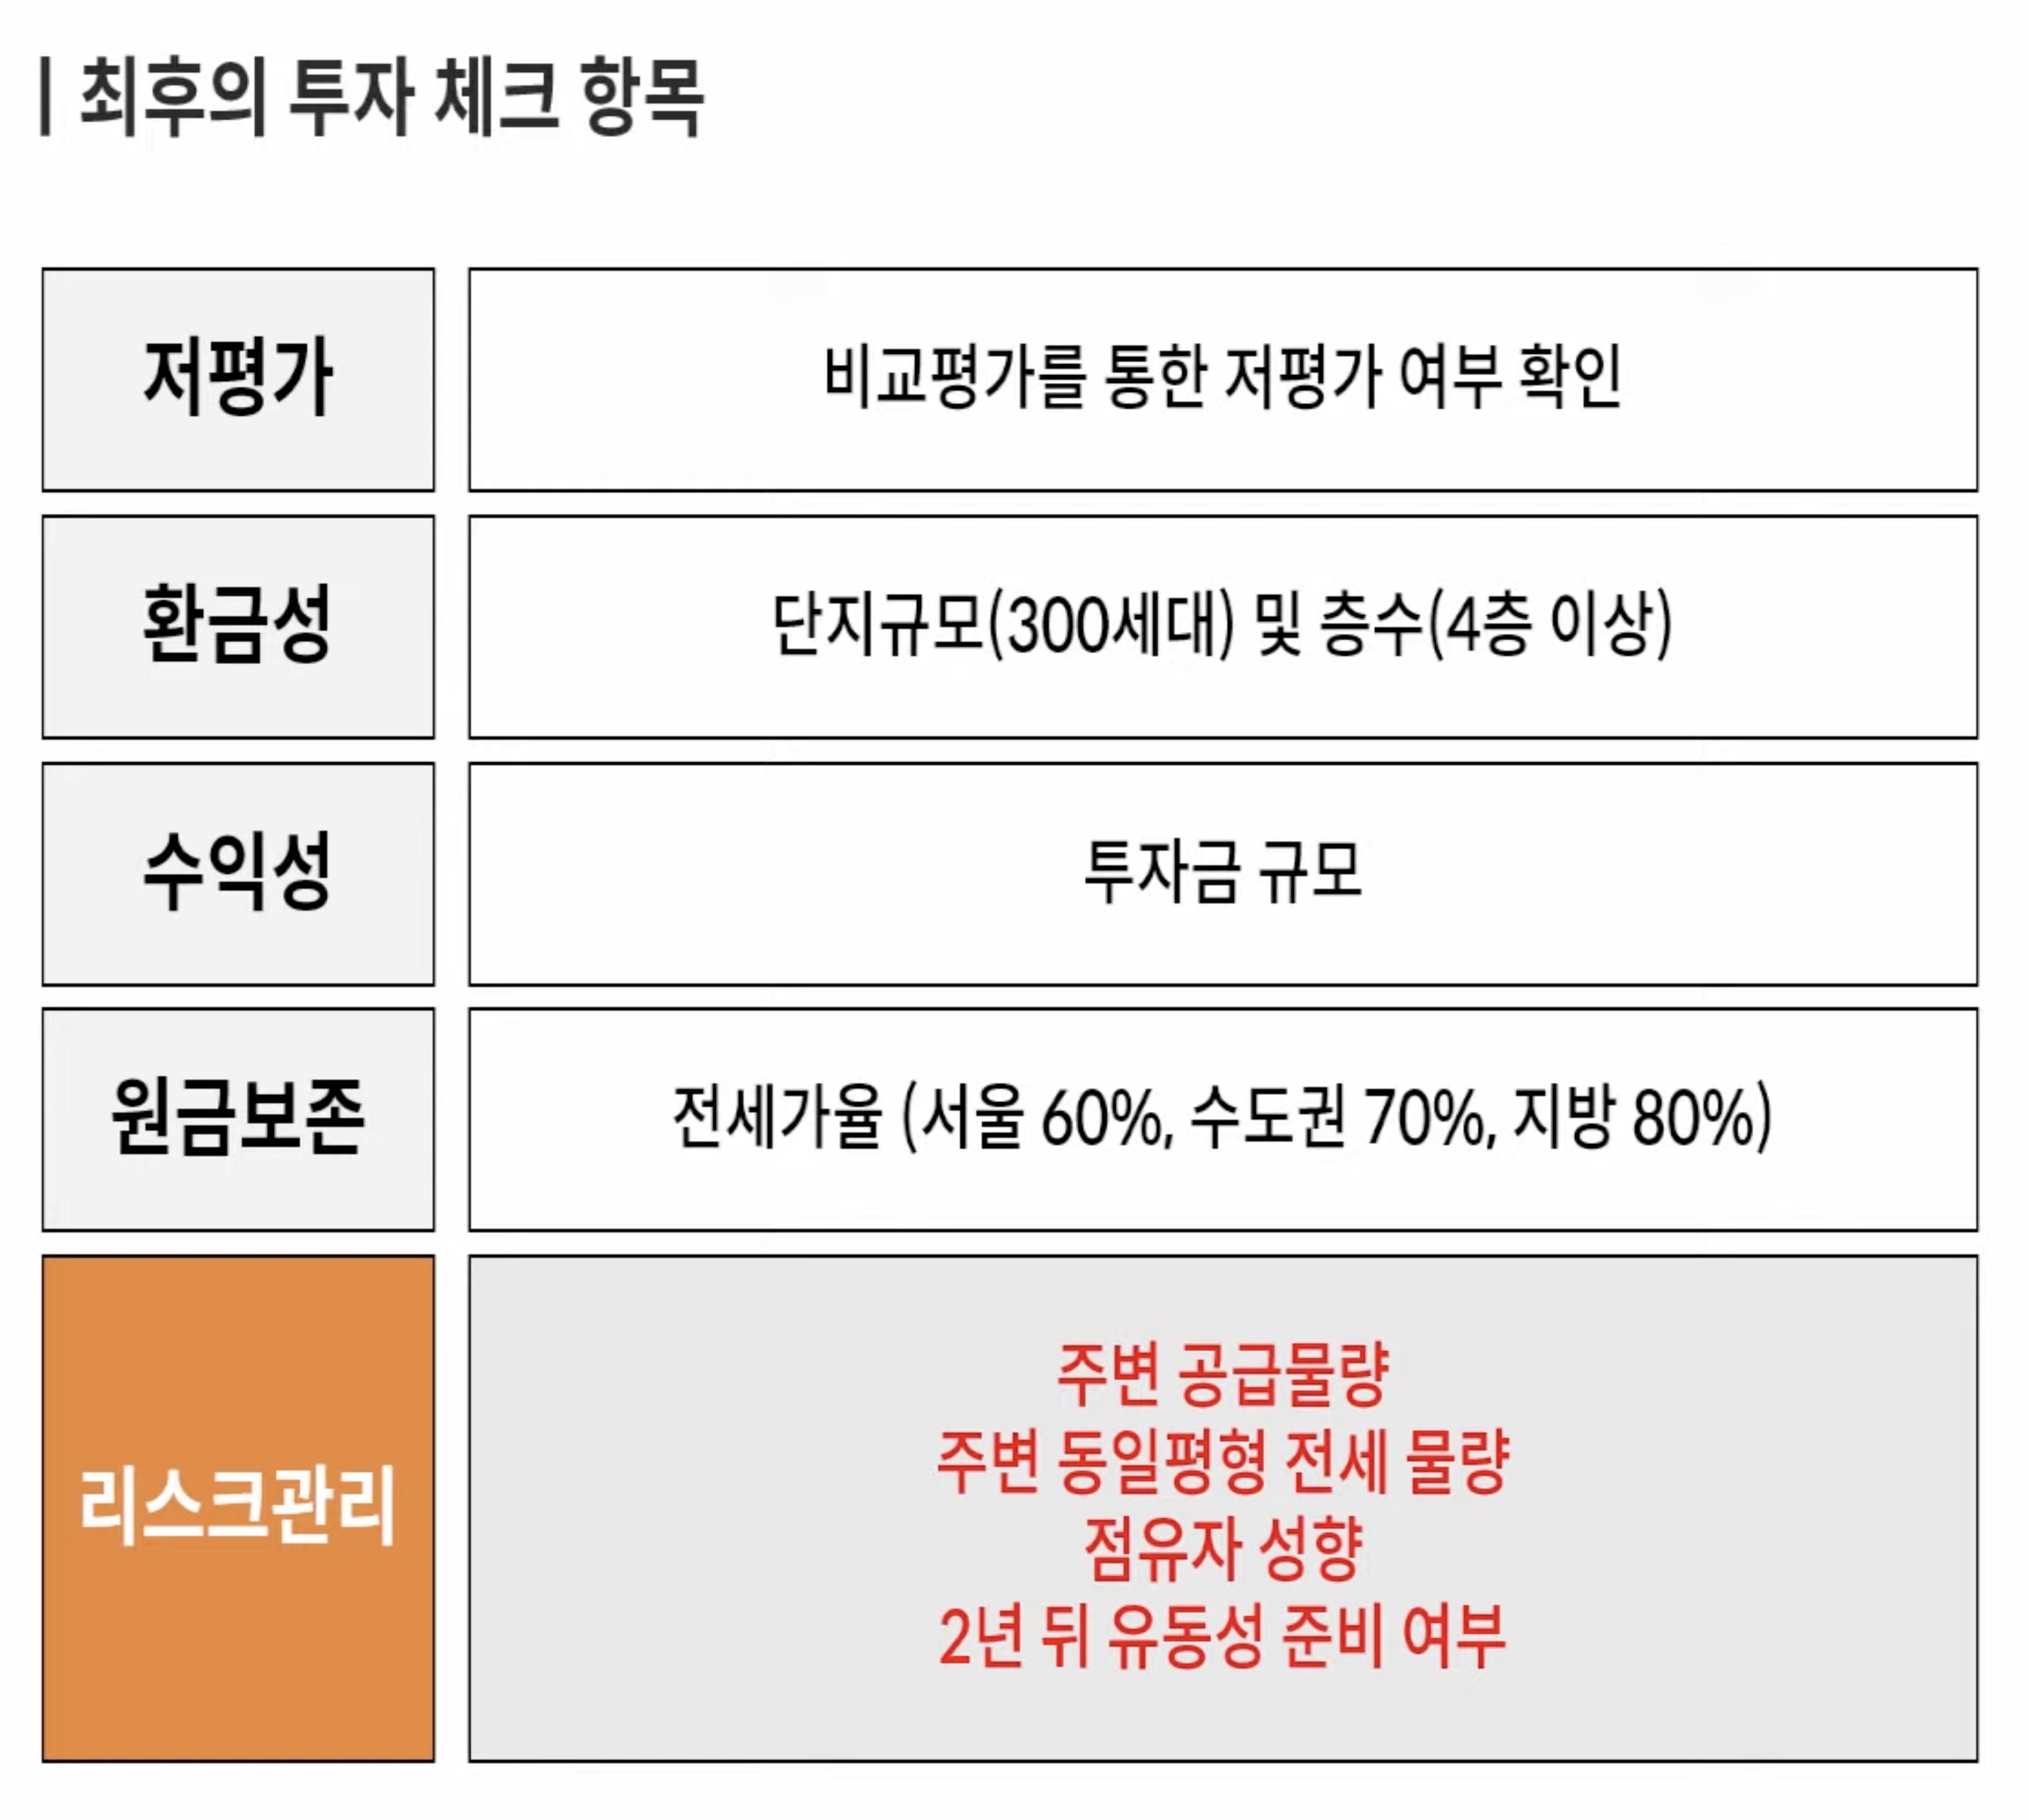 최후의 투자 체크 항목
저평가
비교평가를 통한 저평가 여부 확인
환금성
단지규모(300세대) 및 층수(4층 이상)
수익성
투자금 규모
원금보존
전세가율 (서울 60%, 수도권 70%, 지방 80%)
리스크관리
주변 공급물량
주변 동일평형 전세 물량
점유자 성향
2년 뒤 유동성 준비 여부